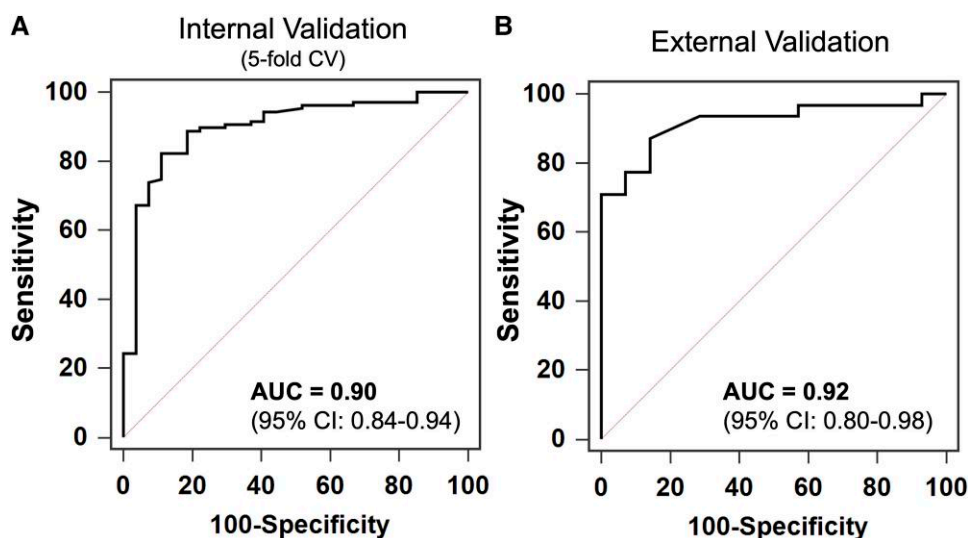 A
Internal Validation
(5-fold CV)
Sensitivity
100
80
60
40
20
0
AUC = 0.90
(95% CI: 0.84-0.94)
0 20 40 60 80 100
100-Specificity
B
External Validation
Sensitivity
100
80
60
40
20
0
AUC = 0.92
(95% CI: 0.80-0.98)
0 20 40 60 80 100
100-Specificity